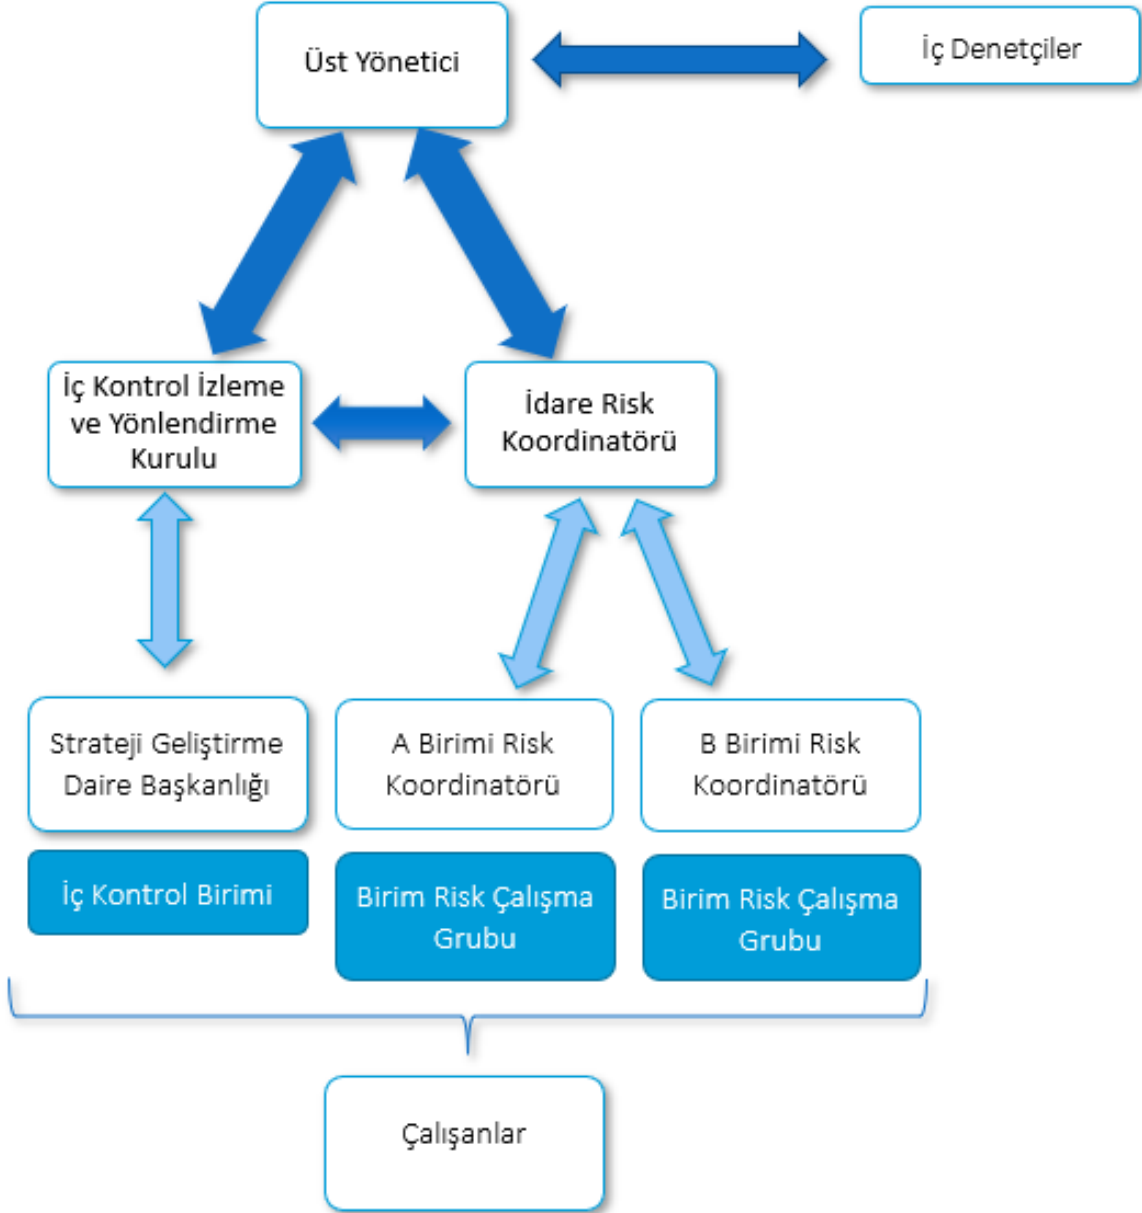 Üst Yönetici
İç Denetçiler
İç Kontrol İzleme
ve Yönlendirme
Kurulu
İdare Risk
Koordinatörü
Strateji Geliştirme
Daire Başkanlığı
A Birimi Risk
Koordinatörü
B Birimi Risk
Koordinatörü
İç Kontrol Birimi
Birim Risk Çalışma
Grubu
Birim Risk Çalışma
Grubu
Çalışanlar